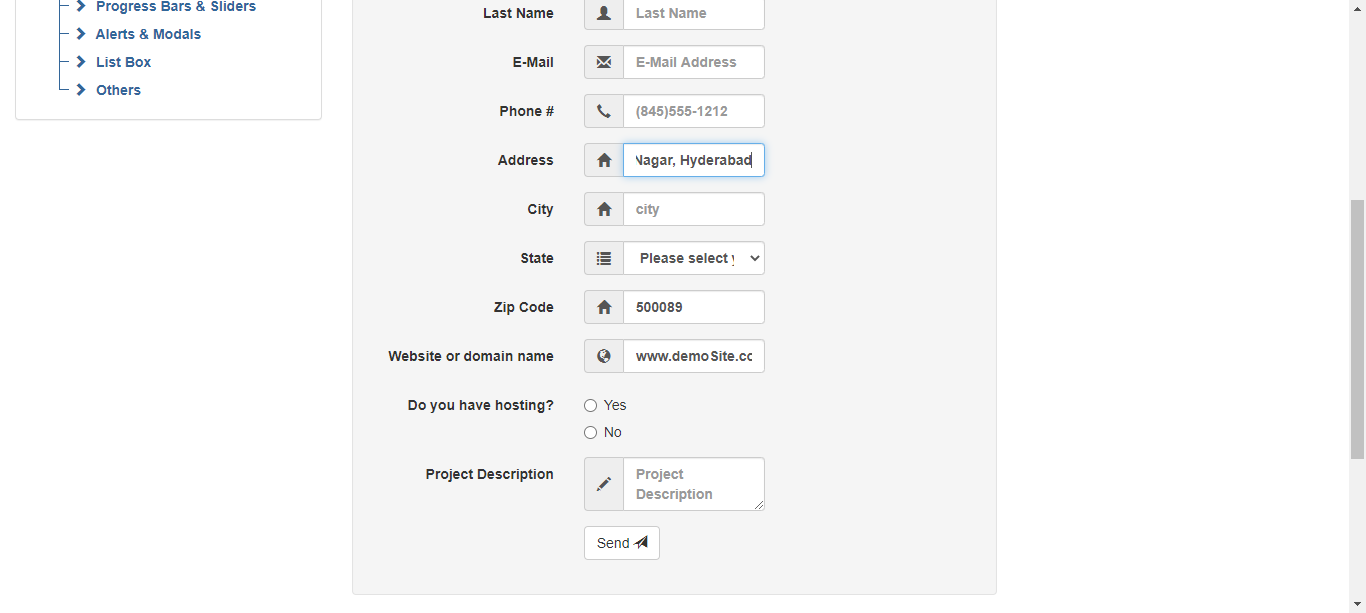 Progress Bars & Sliders
Alerts & Modals
List Box
Others
Last Name
Last Name
E-Mail
E-Mail Address
Phone #
(845)555-1212
Address
Nagar, Hyderabad
City
city
State
Please select
Zip Code
500089
Website or domain name
www.demoSite.co
Do you have hosting?
Yes
No
Project Description
Project
Description
Send